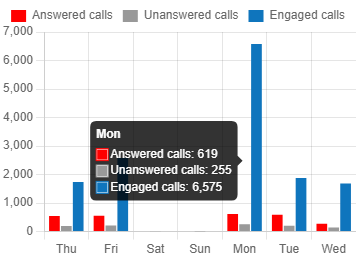 Answered calls Unanswered calls Engaged calls
7,000
6,000
5,000
4,000
3,000
2,000
1,000
0
Mon
Answered calls: 619
Unanswered calls: 255
Engaged calls: 6,575
Thu Fri Sat Sun Mon Tue Wed